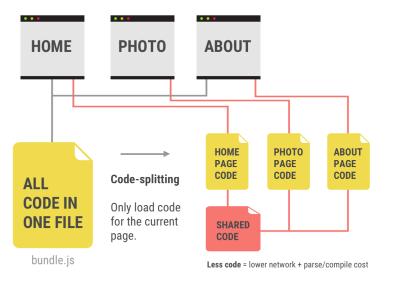 HOME
PHOTO
ABOUT
ALL
CODE IN
ONE FILE
bundle.js
Code-splitting
Only load code
for the current
page.
HOME
PAGE
CODE
PHOTO
PAGE
CODE
ABOUT
PAGE
CODE
SHARED
CODE
Less code = lower network + parse/compile cost